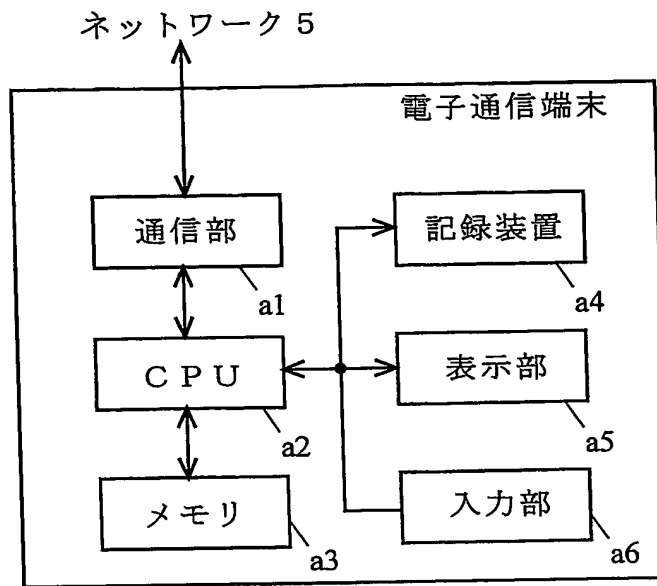 ネットワーク５
電子通信端末
通信部
a1
記録装置
a4
ＣＰＵ
a2
表示部
a5
メモリ
a3
入力部
a6